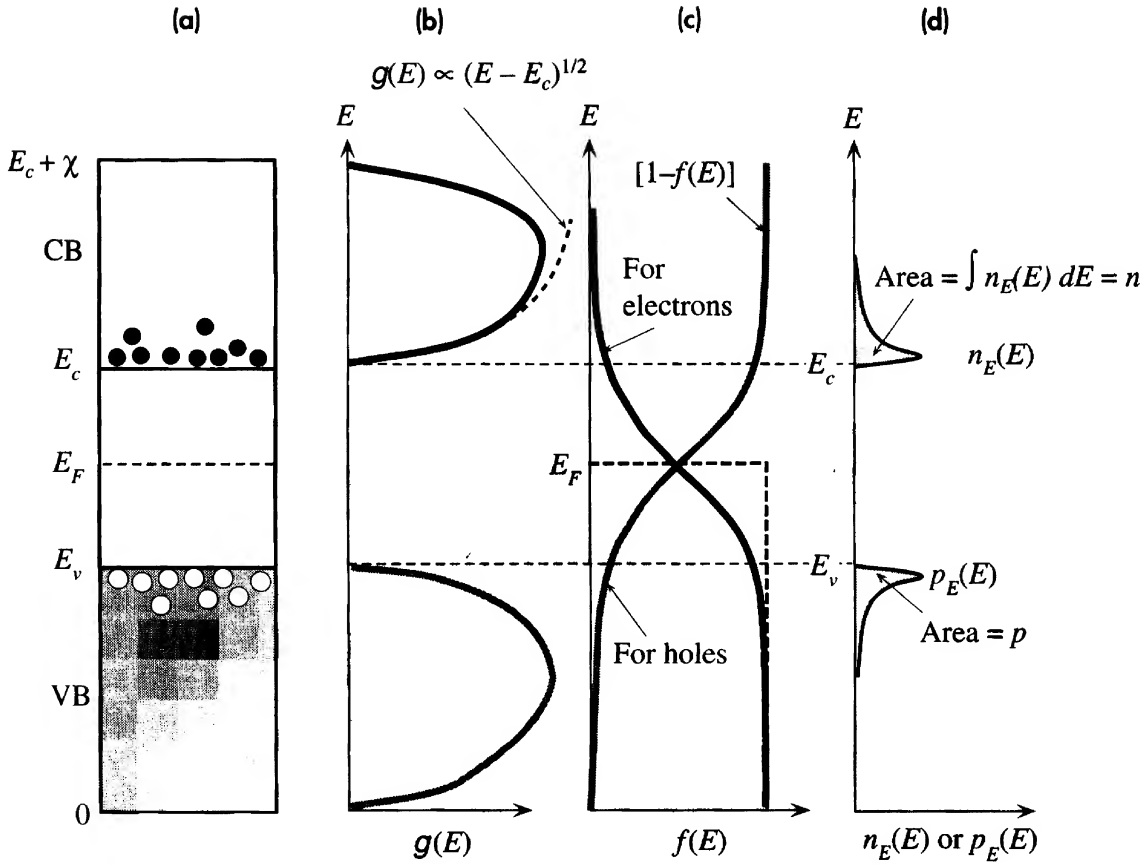 (a)
(b)
(c)
(d)
g(E) ∝ (E – E_c)^{1/2}
E
E
E
E_c + χ
[1–f(E)]
CB
For
electrons
Area = ∫ n_E(E) dE = n
E_c
E_c
n_E(E)
E_F
E_F
E_v
E_v
p_E(E)
Area = p
For holes
VB
0
g(E)
f(E)
n_E(E) or p_E(E)